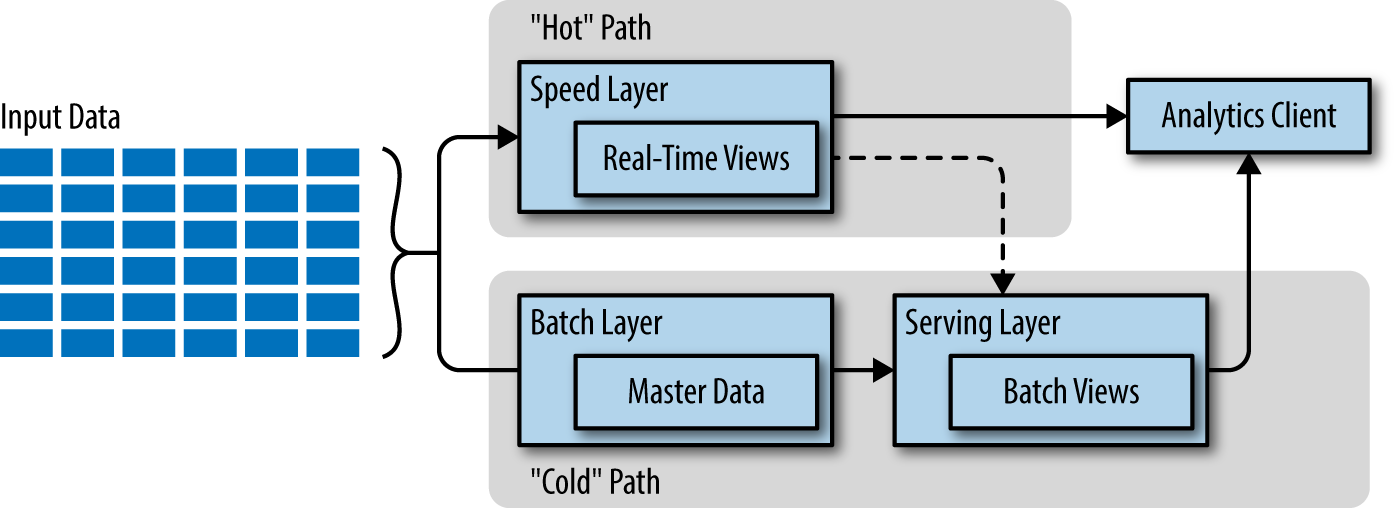 "Hot" Path
Speed Layer
Real-Time Views
Analytics Client
Input Data
Batch Layer
Master Data
Serving Layer
Batch Views
"Cold" Path